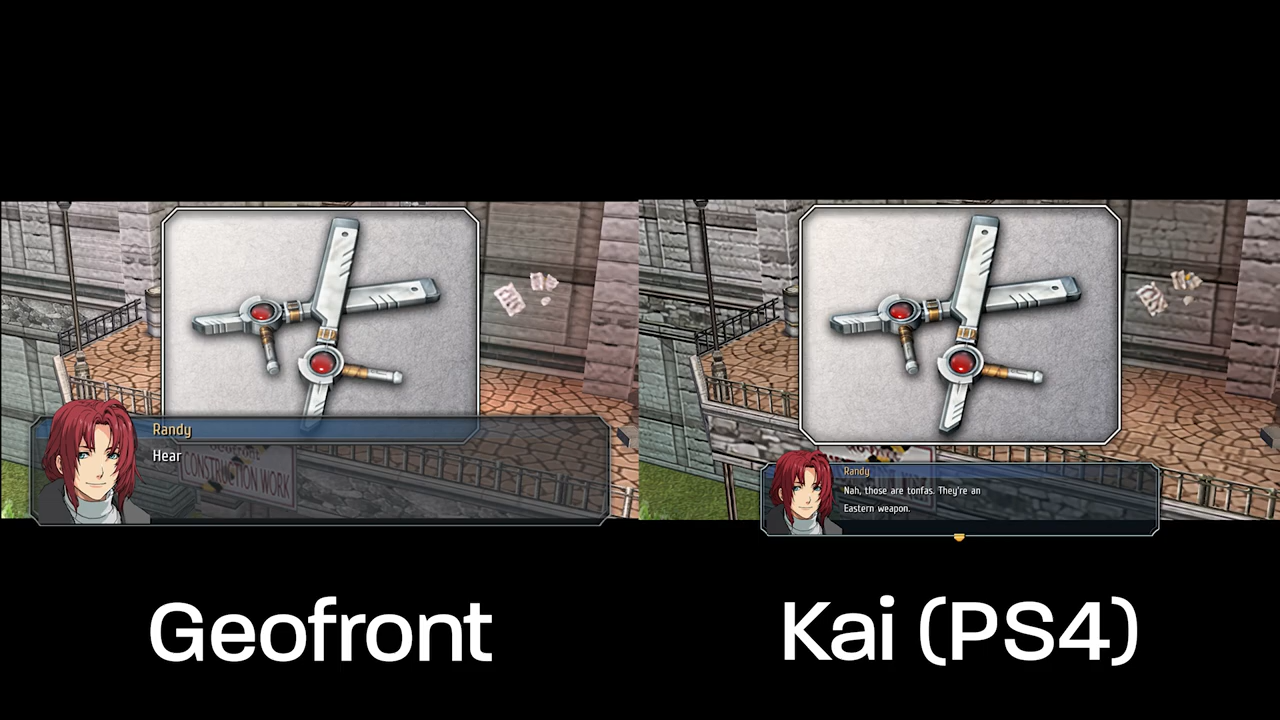 Randy
Hear
CONSTRUCTION WORK
Randy
Nah, those are tonfas. They're an
Eastern weapon.
Geofront
Kai (PS4)